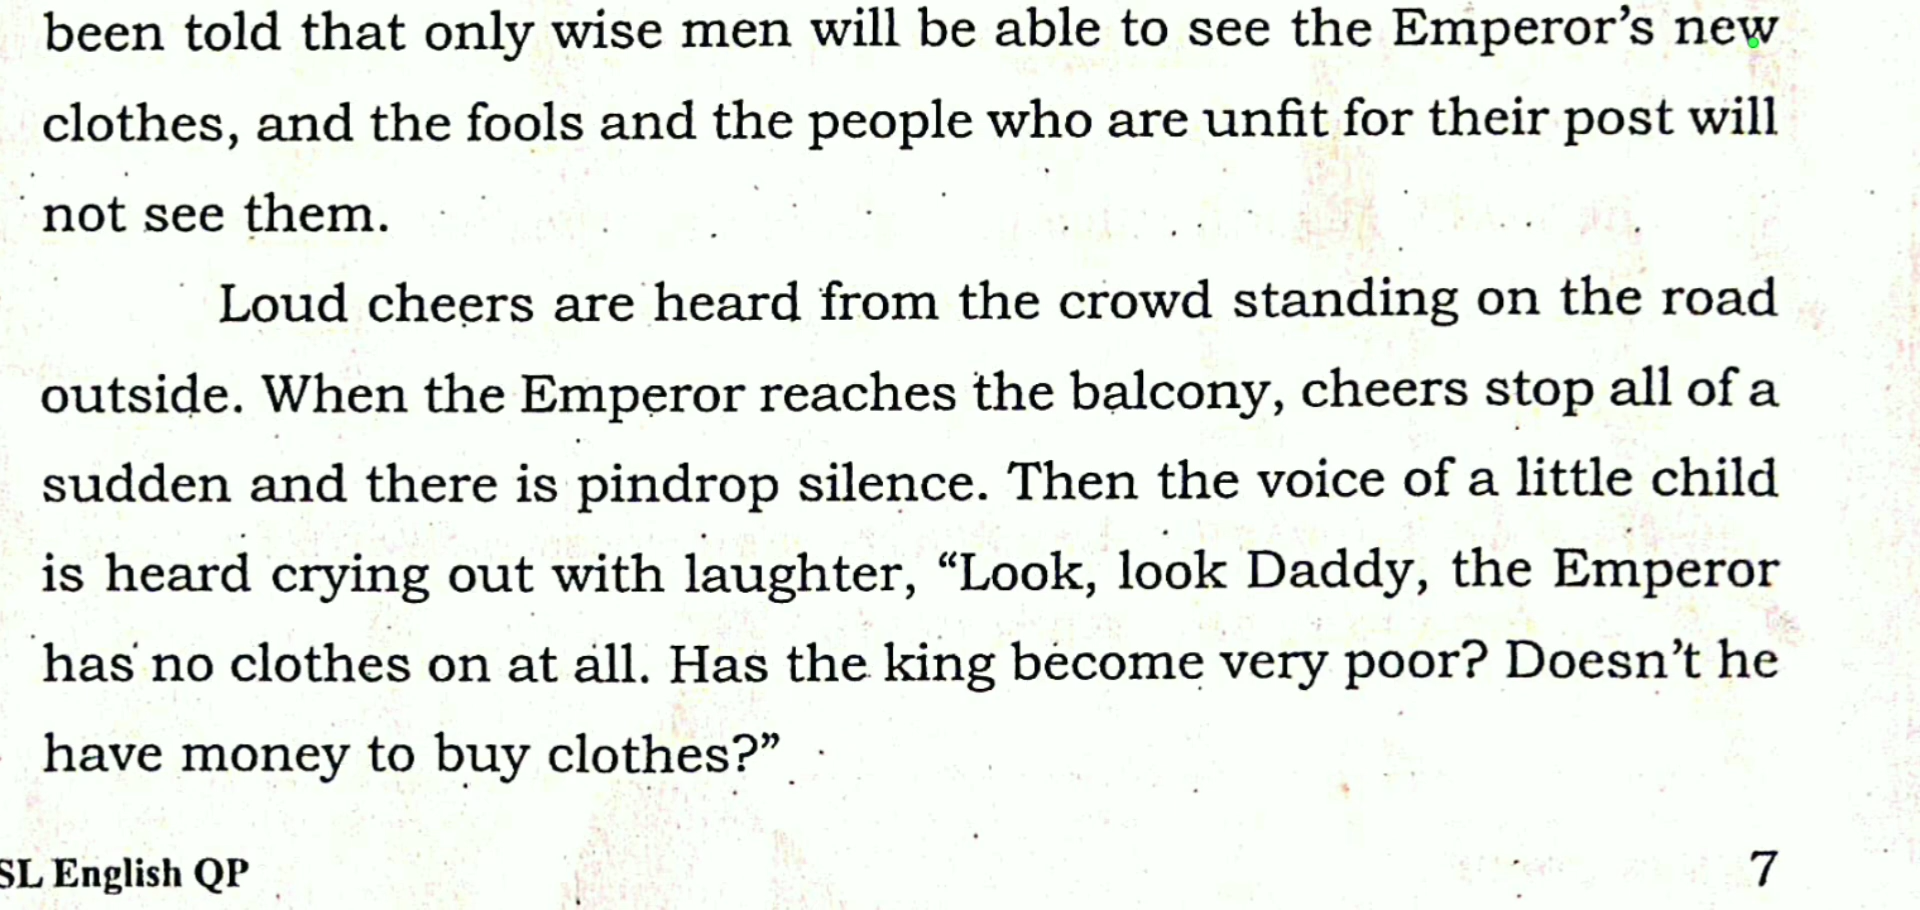 been told that only wise men will be able to see the Emperor's new
clothes, and the fools and the people who are unfit for their post will
not see them.
Loud cheers are heard from the crowd standing on the road
outside. When the Emperor reaches the balcony, cheers stop all of a
sudden and there is pindrop silence. Then the voice of a little child
is heard crying out with laughter, “Look, look Daddy, the Emperor
has no clothes on at all. Has the king become very poor? Doesn't he
have money to buy clothes?”
SL English QP 7